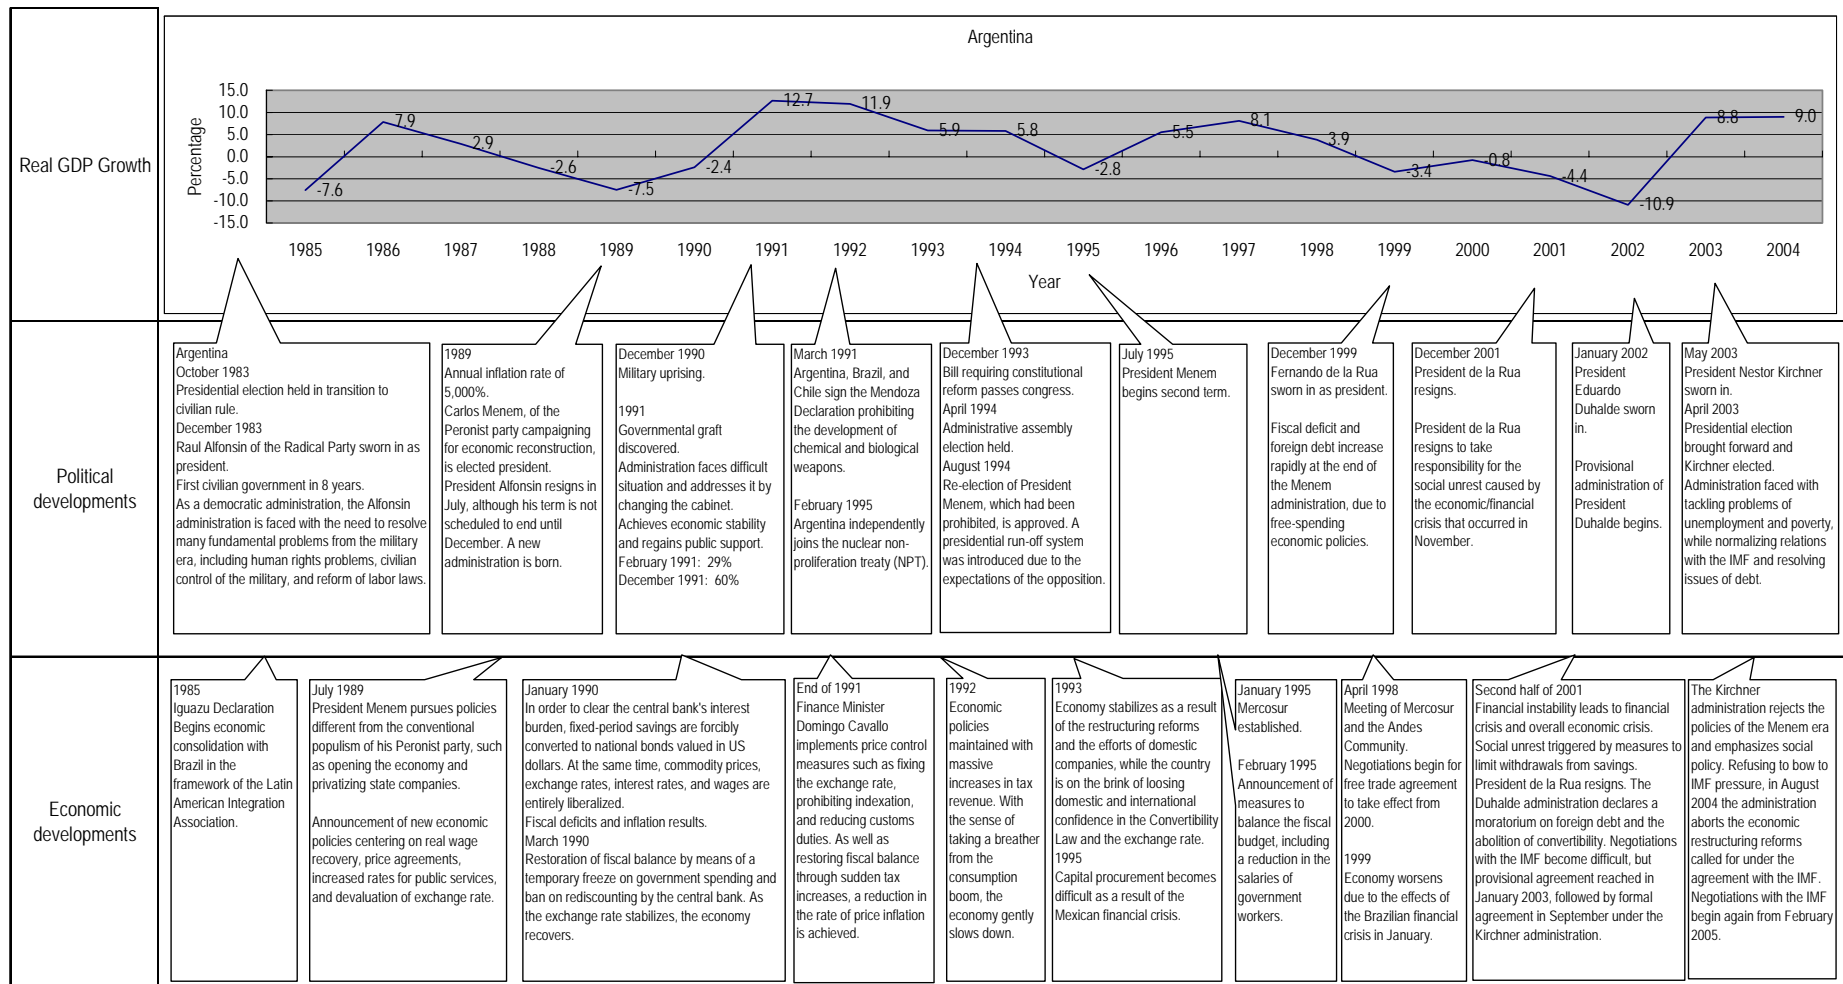 Real GDP Growth
Argentina
Percentage
15.0
10.0
5.0
0.0
-5.0
-10.0
-15.0
-7.6
7.9
2.9
-2.6
-7.5
-2.4
12.7
11.9
5.9
5.8
-2.8
5.5
8.1
3.9
-3.4
-0.8
-4.4
-10.9
8.8
9.0
1985 1986 1987 1988 1989 1990 1991 1992 1993 1994 1995 1996 1997 1998 1999 2000 2001 2002 2003 2004
Year
Political
developments
Argentina
October 1983
Presidential election held in transition to
civilian rule.
December 1983
Raul Alfonsin of the Radical Party sworn in as
president.
First civilian government in 8 years.
As a democratic administration, the Alfonsin
administration is faced with the need to resolve
many fundamental problems from the military
era, including human rights problems, civilian
control of the military, and reform of labor laws.
1989
Annual inflation rate of
5,000%.
Carlos Menem, of the
Peronist party campaigning
for economic reconstruction,
is elected president.
President Alfonsin resigns in
July, although his term is not
scheduled to end until
December. A new
administration is born.
December 1990
Military uprising.
1991
Governmental graft
discovered.
Administration faces difficult
situation and addresses it by
changing the cabinet.
Achieves economic stability
and regains public support.
February 1991: 29%
December 1991: 60%
March 1991
Argentina, Brazil, and
Chile sign the Mendoza
Declaration prohibiting
the development of
chemical and biological
weapons.
February 1995
Argentina independently
joins the nuclear non-
proliferation treaty (NPT).
December 1993
Bill requiring constitutional
reform passes congress.
April 1994
Administrative assembly
election held.
August 1994
Re-election of President
Menem, which had been
prohibited, is approved. A
presidential run-off system
was introduced due to the
expectations of the opposition.
July 1995
President Menem
begins second term.
December 1999
Fernando de la Rua
sworn in as president.
Fiscal deficit and
foreign debt increase
rapidly at the end of
the Menem
administration, due to
free-spending
economic policies.
December 2001
President de la Rua
resigns.
President de la Rua
resigns to take
responsibility for the
social unrest caused by
the economic/financial
crisis that occurred in
November.
January 2002
President
Eduardo
Duhalde sworn
in.
Provisional
administration of
President
Duhalde begins.
May 2003
President Nestor Kirchner
sworn in.
April 2003
Presidential election
brought forward and
Kirchner elected.
Administration faced with
tackling problems of
unemployment and poverty,
while normalizing relations
with the IMF and resolving
issues of debt.
Economic
developments
1985
Iguazu Declaration
Begins economic
consolidation with
Brazil in the
framework of the Latin
American Integration
Association.
July 1989
President Menem pursues policies
different from the conventional
populism of his Peronist party, such
as opening the economy and
privatizing state companies.
Announcement of new economic
policies centering on real wage
recovery, price agreements,
increased rates for public services,
and devaluation of exchange rate.
January 1990
In order to clear the central bank's interest
burden, fixed-period savings are forcibly
converted to national bonds valued in US
dollars. At the same time, commodity prices,
exchange rates, interest rates, and wages are
entirely liberalized.
Fiscal deficits and inflation results.
March 1990
Restoration of fiscal balance by means of a
temporary freeze on government spending and
ban on rediscounting by the central bank. As
the exchange rate stabilizes, the economy
recovers.
End of 1991
Finance Minister
Domingo Cavallo
implements price control
measures such as fixing
the exchange rate,
prohibiting indexation,
and reducing customs
duties. As well as
restoring fiscal balance
through sudden tax
increases, a reduction in
the rate of price inflation
is achieved.
1992
Economic
policies
maintained with
massive
increases in tax
revenue. With
the sense of
taking a breather
from the
consumption
boom, the
economy gently
slows down.
1993
Economy stabilizes as a result
of the restructuring reforms
and the efforts of domestic
companies, while the country
is on the brink of loosing
domestic and international
confidence in the Convertibility
Law and the exchange rate.
1995
Capital procurement becomes
difficult as a result of the
Mexican financial crisis.
January 1995
Mercosur
established.
February 1995
Announcement of
measures to
balance the fiscal
budget, including
a reduction in the
salaries of
government
workers.
April 1998
Meeting of Mercosur
and the Andes
Community.
Negotiations begin for
free trade agreement
to take effect from
2000.
1999
Economy worsens
due to the effects of
the Brazilian financial
crisis in January.
Second half of 2001
Financial instability leads to financial
crisis and overall economic crisis.
Social unrest triggered by measures to
limit withdrawals from savings.
President de la Rua resigns. The
Duhalde administration declares a
moratorium on foreign debt and the
abolition of convertibility. Negotiations
with the IMF become difficult, but
provisional agreement reached in
January 2003, followed by formal
agreement in September under the
Kirchner administration.
The Kirchner
administration rejects the
policies of the Menem era
and emphasizes social
policy. Refusing to bow to
IMF pressure, in August
2004 the administration
aborts the economic
restructuring reforms
called for under the
agreement with the IMF.
Negotiations with the IMF
begin again from February
2005.